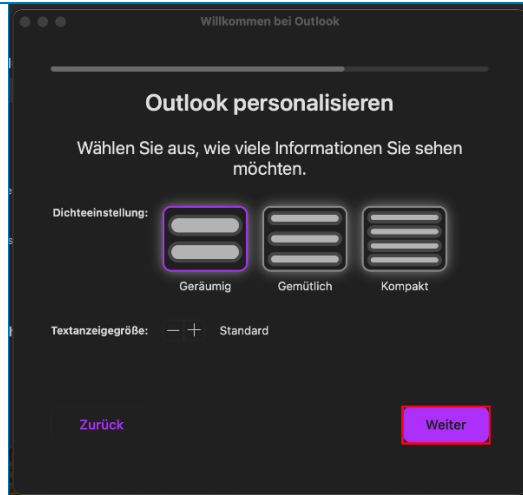 Willkommen bei Outlook
Outlook personalisieren
Wählen Sie aus, wie viele Informationen Sie sehen
möchten.
Dichteeinstellung:
Geräumig Gemütlich Kompakt
Textanzeigegröße: — + Standard
Zurück Weiter